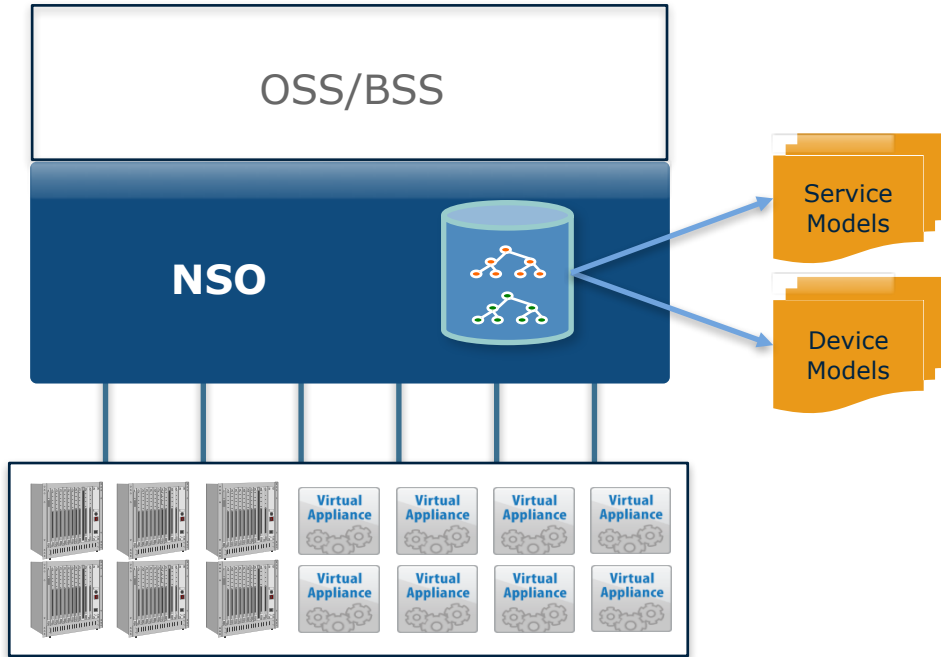 OSS/BSS
NSO
Service
Models
Device
Models
Virtual
Appliance
Virtual
Appliance
Virtual
Appliance
Virtual
Appliance
Virtual
Appliance
Virtual
Appliance
Virtual
Appliance
Virtual
Appliance